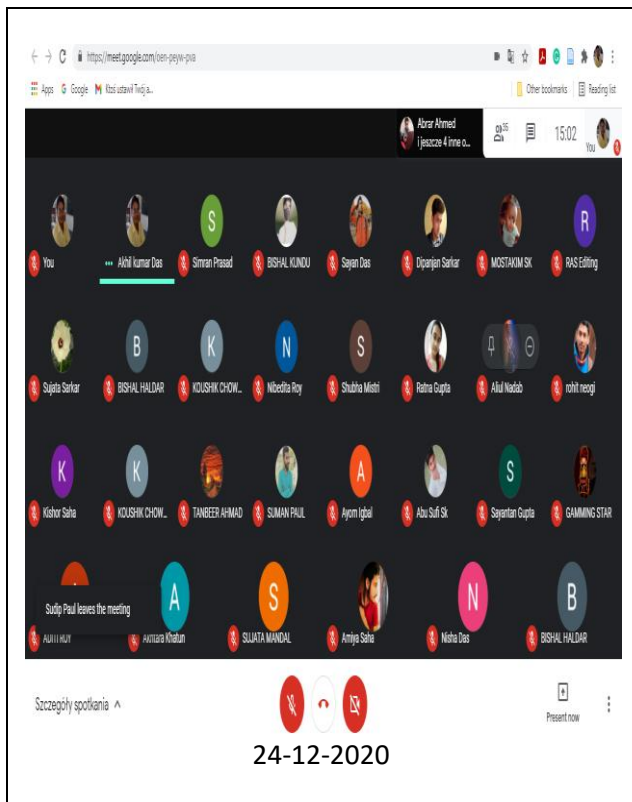 https://meet.google.com/oen-peyw-pva
Apps Google Ktoś ustawił Twój a... Other bookmarks Reading list
Abrar Ahmed
i jeszcze 4 inne o...
35
15:02
You
S R
You Akhil kumar Das Simran Prasad BISHAL KUNDU Sayan Das Dipanjan Sarkar MOSTAKIM SK RAS Editing
B K N S
Sujata Sarkar BISHAL HALDAR KOUSHIK CHOW... Nibedita Roy Shubha Mistri Ratna Gupta Aliul Nadab rohit neogi
K K A S
Kishor Saha KOUSHIK CHOW... TANBEER AHMAD SUMAN PAUL Ayom Iqbal Abu Sufi Sk Sayantan Gupta GAMMING STAR
A S N B
Sudip Paul leaves the meeting
ADITI ROY Akhtara Khatun SUJATA MANDAL Amiya Saha Nisha Das BISHAL HALDAR
Szczegóły spotkania
Present now
24-12-2020